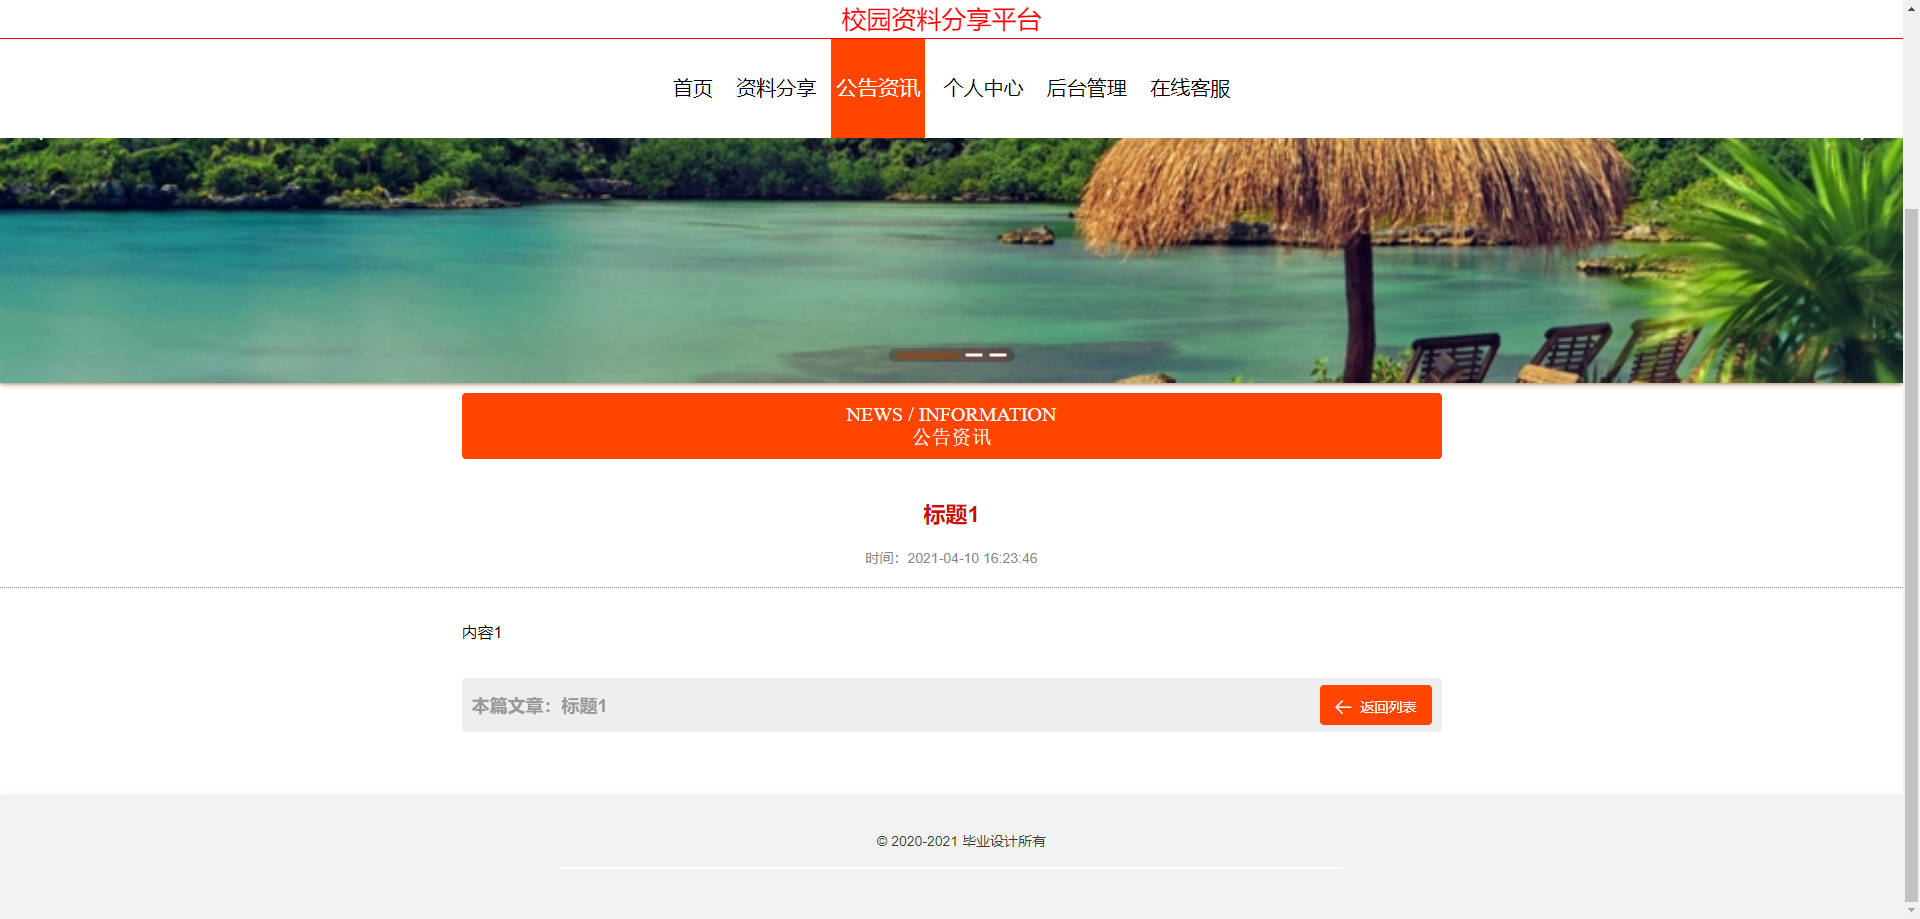 校园资料分享平台
首页 资料分享 公告资讯 个人中心 后台管理 在线客服
NEWS / INFORMATION
公告资讯
标题1
时间：2021-04-10 16:23:46
内容1
本篇文章：标题1
返回列表
© 2020-2021 毕业设计所有